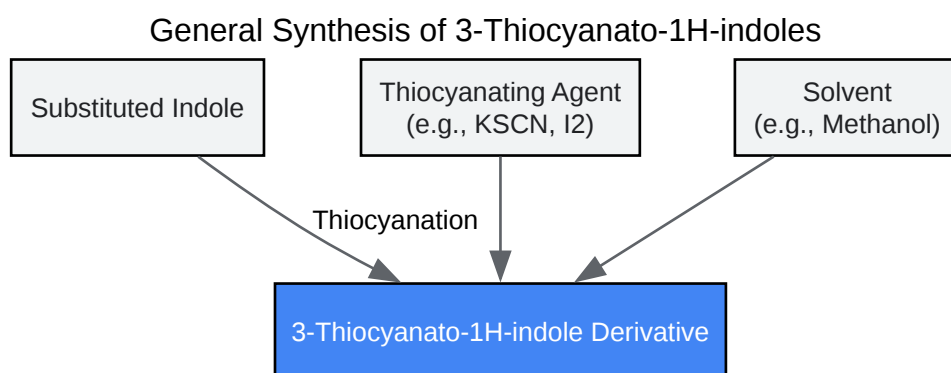 General Synthesis of 3-Thiocyanato-1H-indoles
Substituted Indole
Thiocyanating Agent
(e.g., KSCN, I2)
Solvent
(e.g., Methanol)
Thiocyanation
3-Thiocyanato-1H-indole Derivative